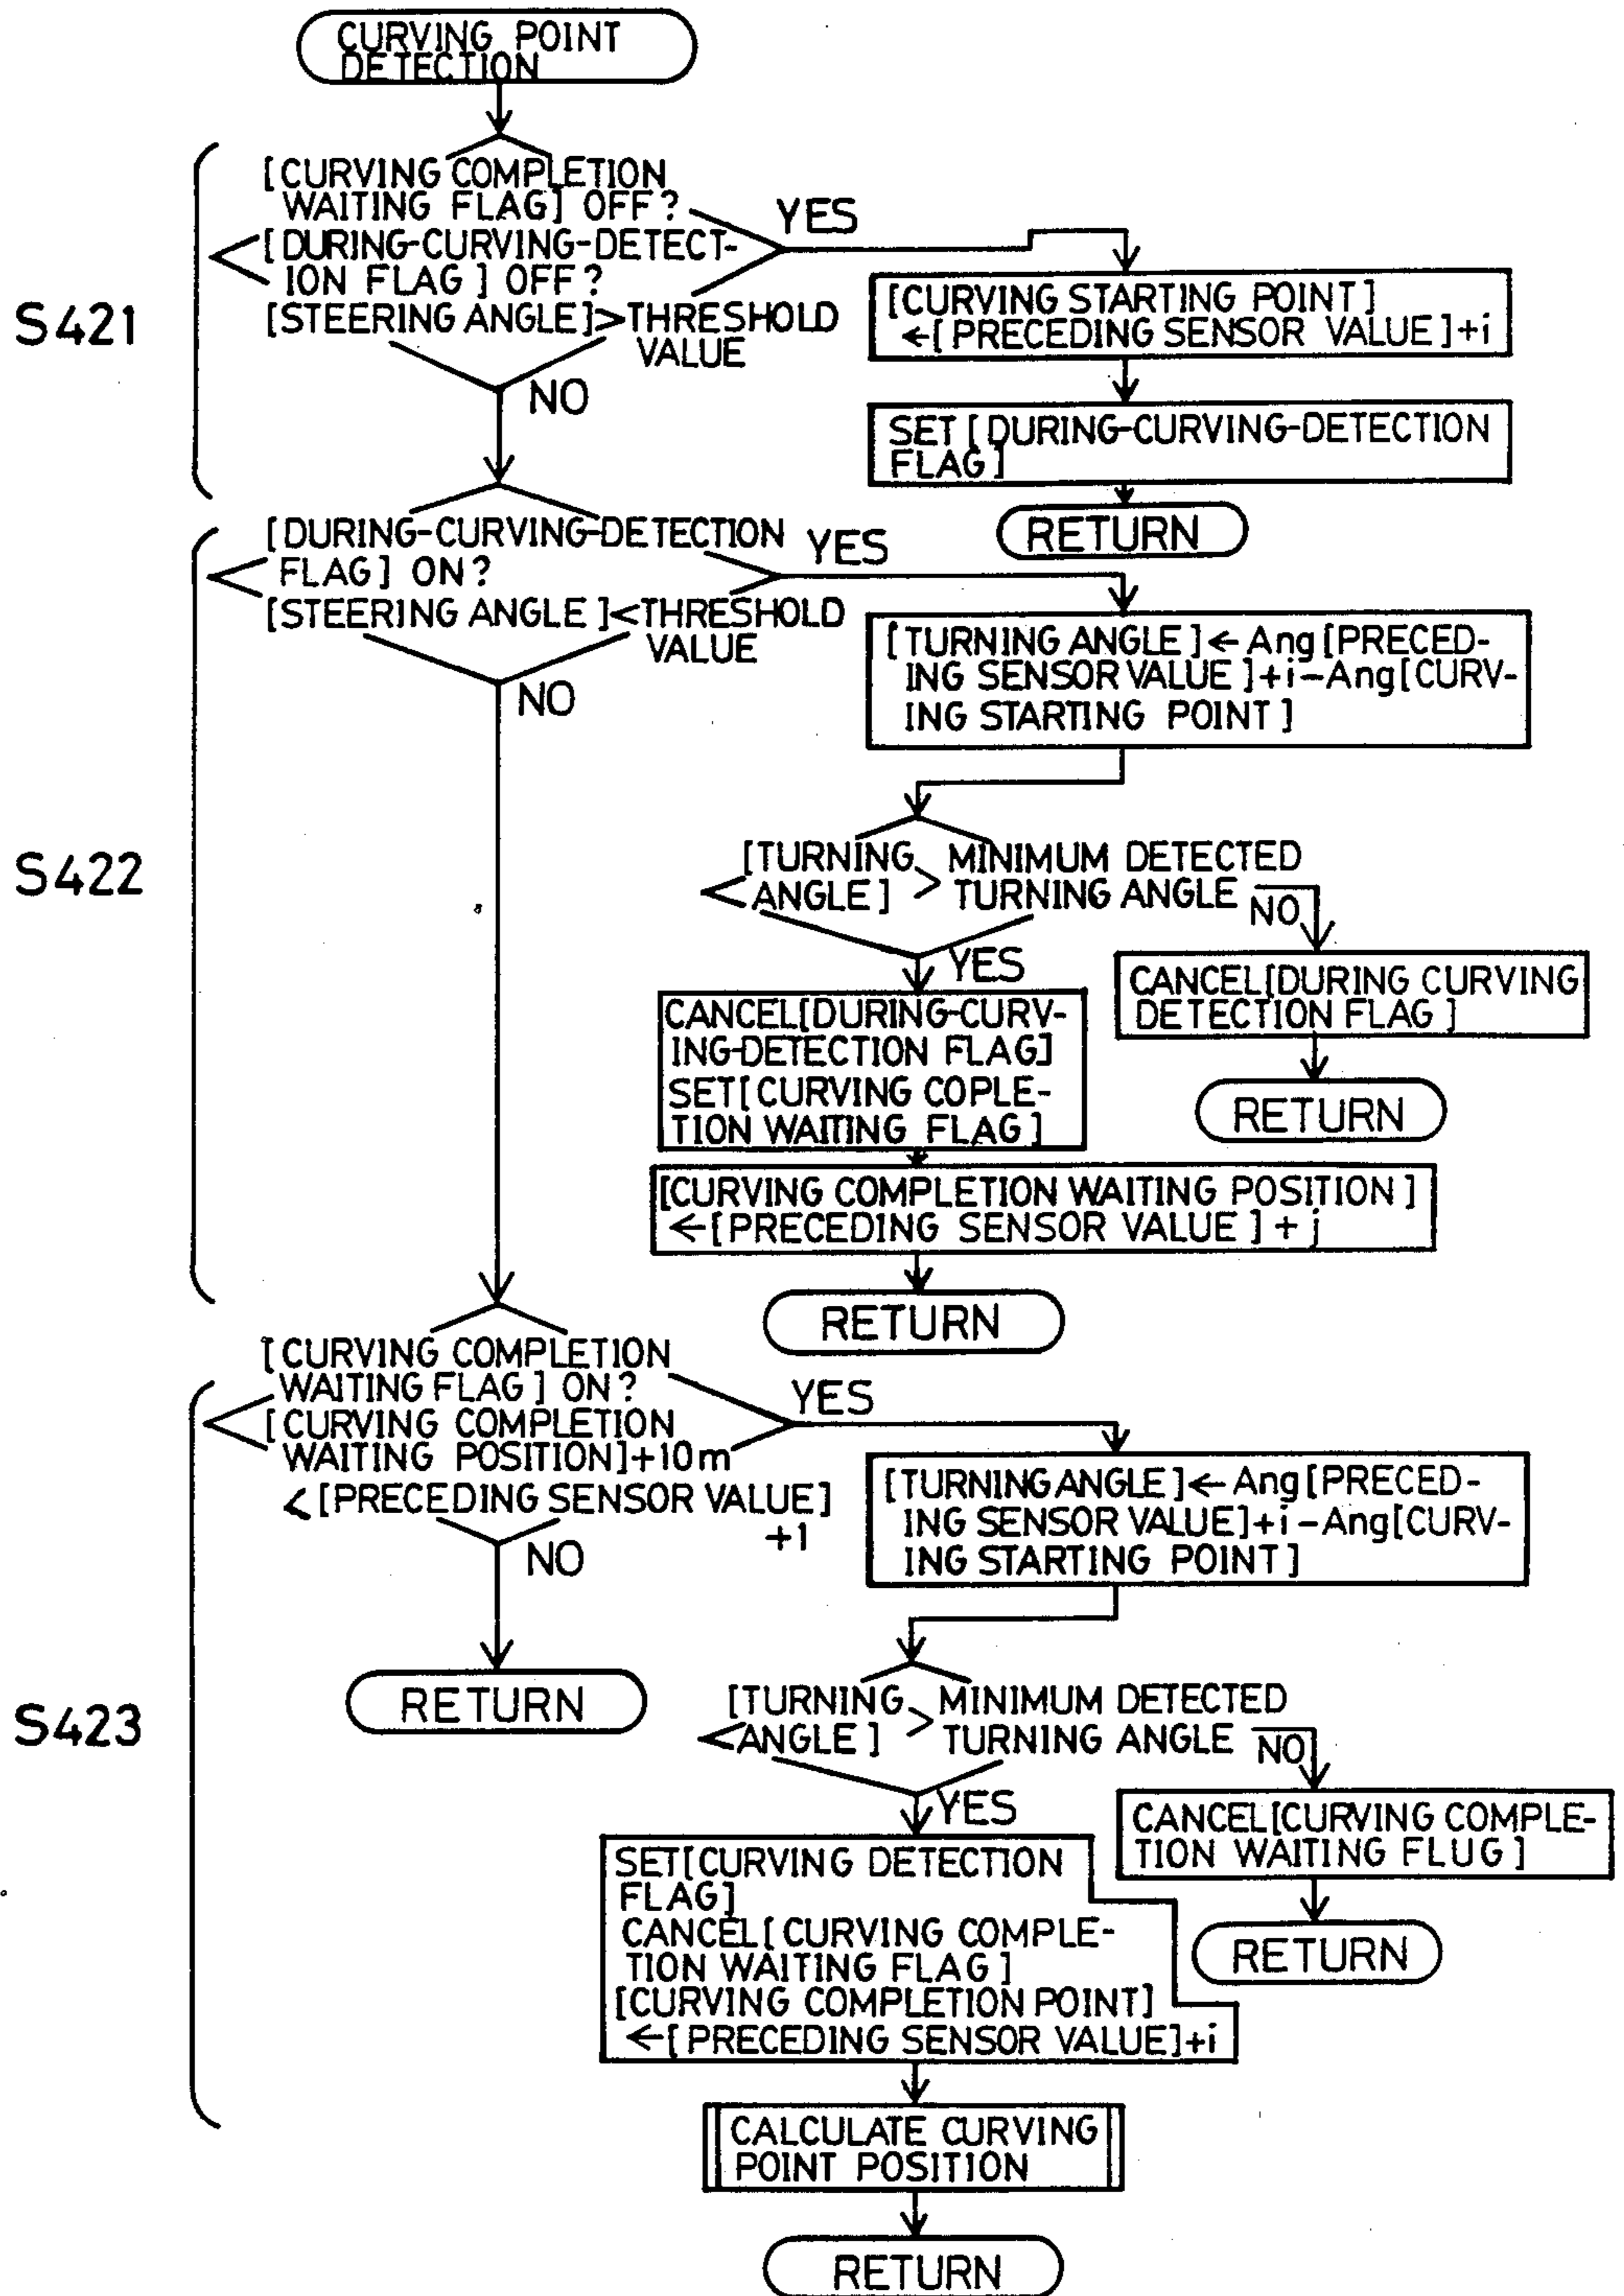 CURVING POINT
DETECTION
S421
[CURVING COMPLETION
WAITING FLAG] OFF?
[DURING-CURVING-DETECT-
ION FLAG] OFF?
[STEERING ANGLE]>THRESHOLD
VALUE
YES
NO
[CURVING STARTING POINT]
←[PRECEDING SENSOR VALUE]+i
SET [DURING-CURVING-DETECTION
FLAG]
RETURN
S422
[DURING-CURVING-DETECTION
FLAG] ON?
[STEERING ANGLE]<THRESHOLD
VALUE
YES
NO
[TURNING ANGLE]←Ang[PRECED-
ING SENSOR VALUE]+i-Ang[CURV-
ING STARTING POINT]
[TURNING > MINIMUM DETECTED
ANGLE] TURNING ANGLE
NO
YES
CANCEL[DURING CURVING
DETECTION FLAG]
RETURN
CANCEL[DURING-CURV-
ING-DETECTION FLAG]
SET[CURVING COPLE-
TION WAITING FLAG]
[CURVING COMPLETION WAITING POSITION]
←[PRECEDING SENSOR VALUE]+j
RETURN
S423
[CURVING COMPLETION
WAITING FLAG] ON?
[CURVING COMPLETION
WAITING POSITION]+10m
<[PRECEDING SENSOR VALUE]
+1
YES
NO
RETURN
[TURNING ANGLE]←Ang[PRECED-
ING SENSOR VALUE]+i-Ang[CURV-
ING STARTING POINT]
[TURNING > MINIMUM DETECTED
ANGLE] TURNING ANGLE
NO
YES
CANCEL[CURVING COMPLE-
TION WAITING FLUG]
RETURN
SET[CURVING DETECTION
FLAG]
CANCEL[CURVING COMPLE-
TION WAITING FLAG]
[CURVING COMPLETION POINT]
←[PRECEDING SENSOR VALUE]+i
CALCULATE CURVING
POINT POSITION
RETURN